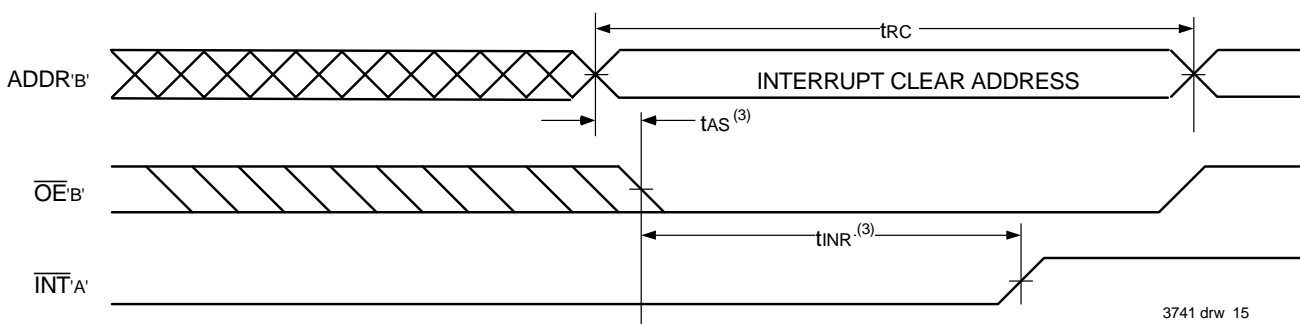 tRC
ADDR'B'
INTERRUPT CLEAR ADDRESS
tAS (3)
OE'B'
tINR (3)
INT'A'
3741 drw 15